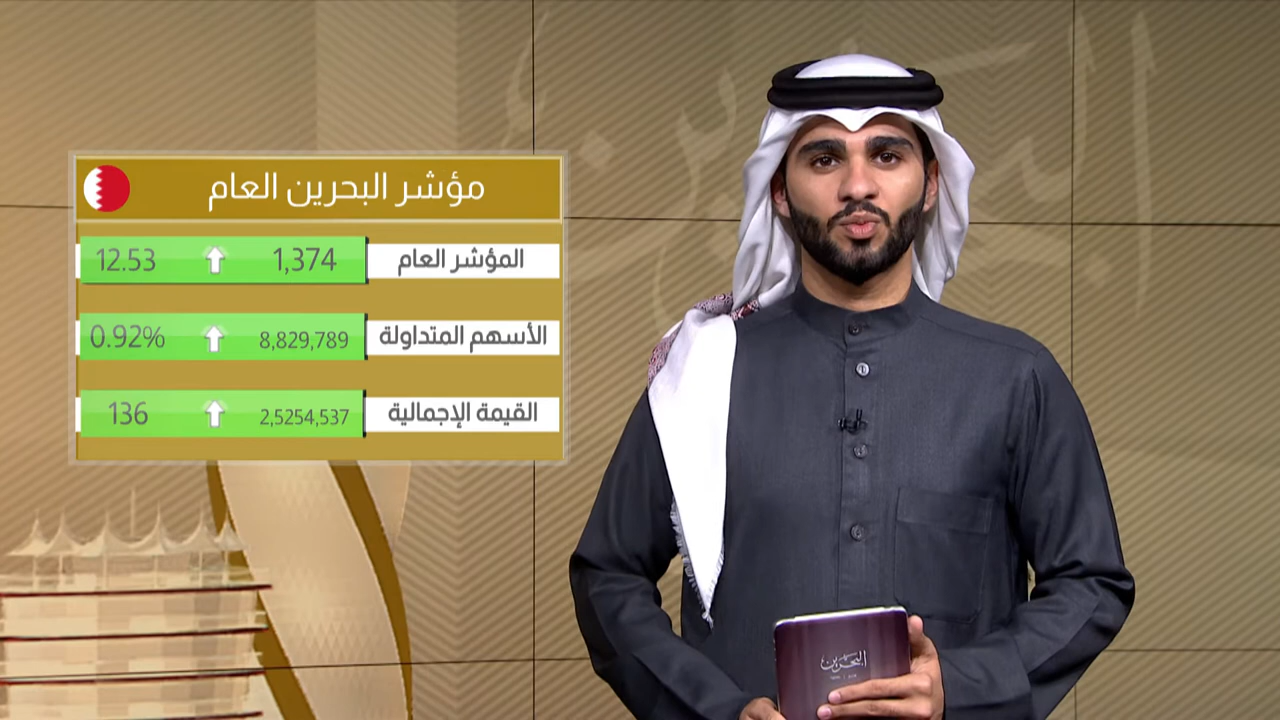 مؤشر البحرين العام
المؤشر العام 1,374 12.53
الأسهم المتداولة 8,829,789 0.92%
القيمة الإجمالية 2,5254,537 136
البحرين
البحرين